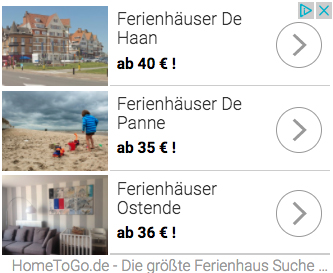 Ferienhäuser De
Haan
ab 40 € !
Ferienhäuser De
Panne
ab 35 € !
Ferienhäuser
Ostende
ab 36 € !
HomeToGo.de - Die größte Ferienhaus Suche ...